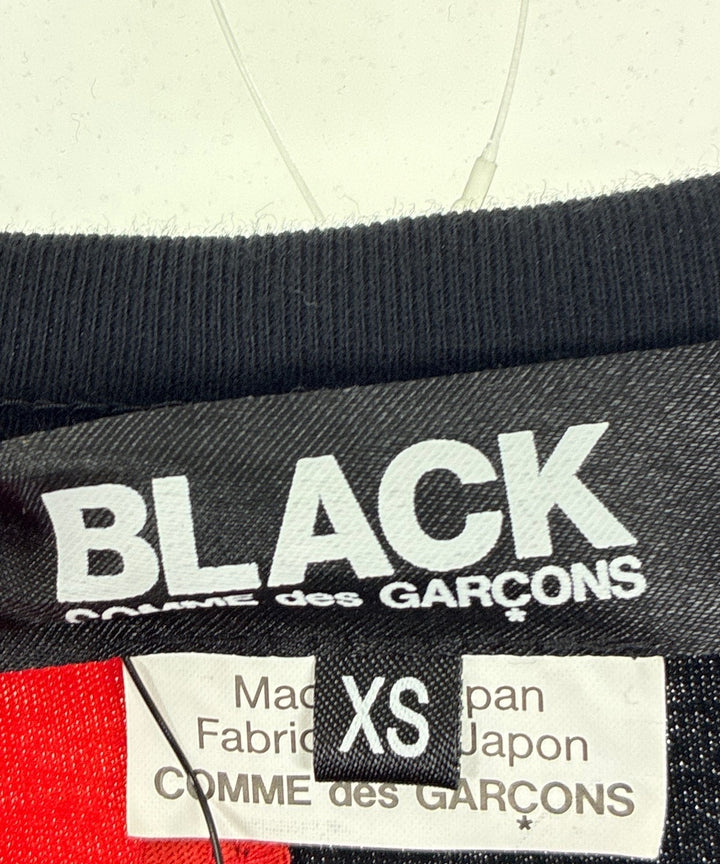 BLACK
COMME des GARÇONS
XS
Mac pan
Fabric Japon
COMME des GARÇONS